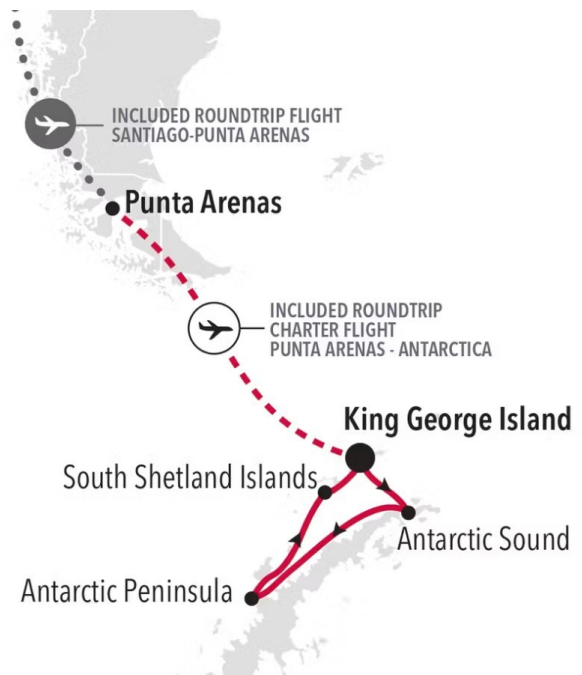 INCLUDED ROUNDTRIP FLIGHT
SANTIAGO-PUNTA ARENAS
Punta Arenas
INCLUDED ROUNDTRIP
CHARTER FLIGHT
PUNTA ARENAS - ANTARCTICA
King George Island
South Shetland Islands
Antarctic Sound
Antarctic Peninsula